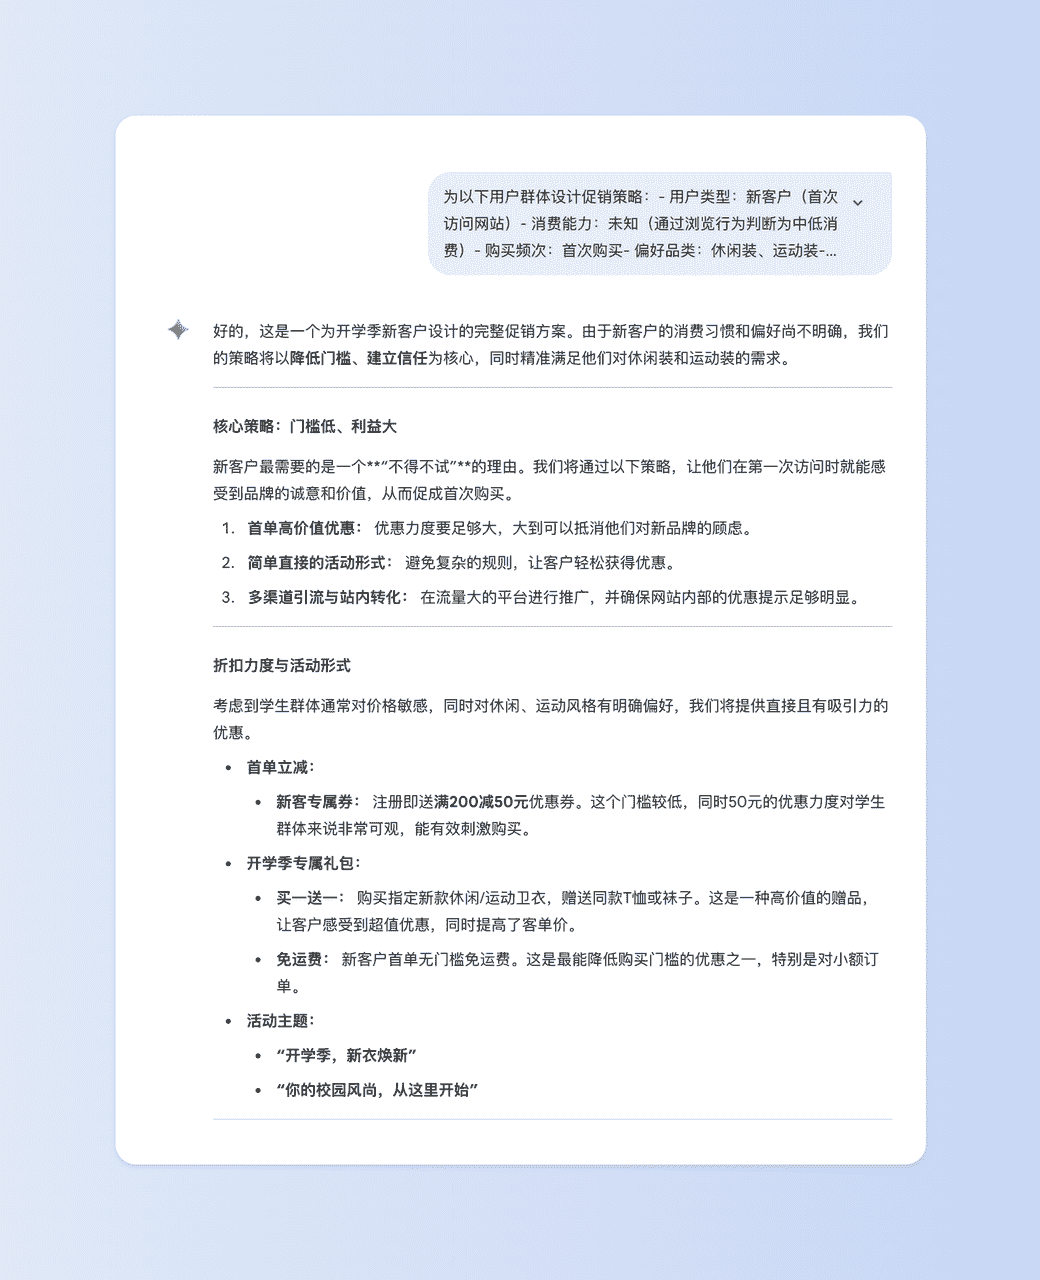 为以下用户群体设计促销策略：- 用户类型：新客户（首次
访问网站）- 消费能力：未知（通过浏览行为判断为中低消
费）- 购买频次：首次购买- 偏好品类：休闲装、运动装-...
好的，这是一个为开学季新客户设计的完整促销方案。由于新客户的消费习惯和偏好尚不明确，我们
的策略将以降低门槛、建立信任为核心，同时精准满足他们对休闲装和运动装的需求。
核心策略：门槛低、利益大
新客户最需要的是一个**“不得不试”**的理由。我们将通过以下策略，让他们在第一次访问时就能感
受到品牌的诚意和价值，从而促成首次购买。
1. 首单高价值优惠： 优惠力度要足够大，大到可以抵消他们对新品牌的顾虑。
2. 简单直接的活动形式： 避免复杂的规则，让客户轻松获得优惠。
3. 多渠道引流与站内转化： 在流量大的平台进行推广，并确保网站内部的优惠提示足够明显。
折扣力度与活动形式
考虑到学生群体通常对价格敏感，同时对休闲、运动风格有明确偏好，我们将提供直接且有吸引力的
优惠。
• 首单立减：
• 新客专属券： 注册即送满200减50元优惠券。这个门槛较低，同时50元的优惠力度对学生
群体来说非常可观，能有效刺激购买。
• 开学季专属礼包：
• 买一送一： 购买指定新款休闲/运动卫衣，赠送同款T恤或袜子。这是一种高价值的赠品，
让客户感受到超值优惠，同时提高了客单价。
• 免运费： 新客户首单无门槛免运费。这是最能降低购买门槛的优惠之一，特别是对小额订
单。
• 活动主题：
• “开学季，新衣焕新”
• “你的校园风尚，从这里开始”